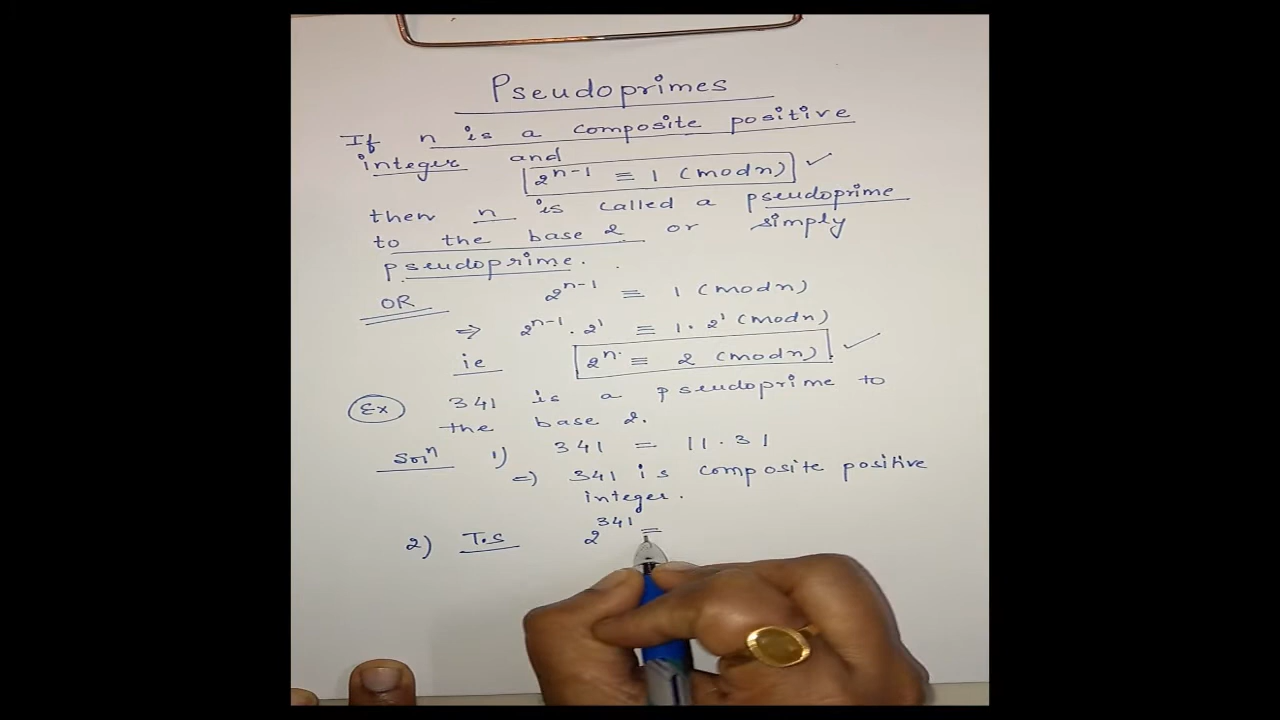 Pseudoprimes
If n is a composite positive
integer and
2^{n-1} ≡ 1 (mod n) ✓
then n is called a pseudoprime
to the base 2 or simply
pseudoprime.
OR 2^{n-1} ≡ 1 (mod n)
⇒ 2^{n-1} · 2^1 ≡ 1 · 2^1 (mod n)
ie 2^n ≡ 2 (mod n) ✓
Ex 341 is a pseudoprime to
the base 2.
Sol^n 1) 341 = 11 · 31
⇒ 341 is composite positive
integer.
2) T.S 2^{341} =